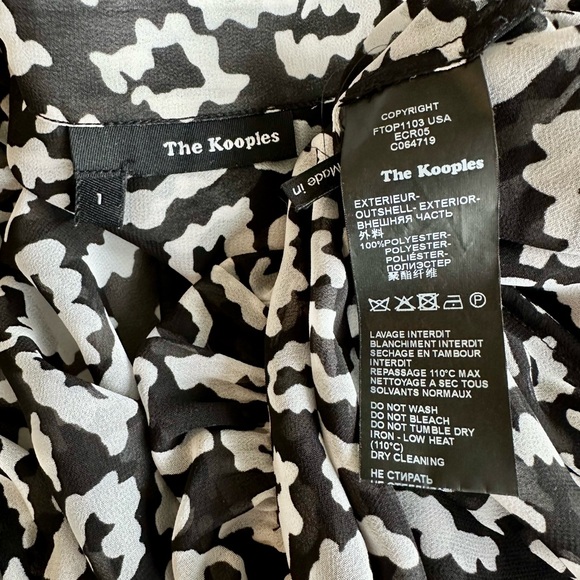 The Kooples
1
Made in
COPYRIGHT
FTOP1103 USA
ECR05
C064719
The Kooples
EXTERIEUR-
OUTSHELL-EXTERIOR-
ВНЕШНЯЯ ЧАСТЬ
外料
100%POLYESTER-
POLYESTER-
POLIÉSTER-
ПОЛИЭСТЕР
聚酯纤维
P
LAVAGE INTERDIT
BLANCHIMENT INTERDIT
SECHAGE EN TAMBOUR
INTERDIT
REPASSAGE 110°C MAX
NETTOYAGE A SEC TOUS
SOLVANTS NORMAUX
DO NOT WASH
DO NOT BLEACH
DO NOT TUMBLE DRY
IRON - LOW HEAT
(110°C)
DRY CLEANING
НЕ СТИРАТЬ